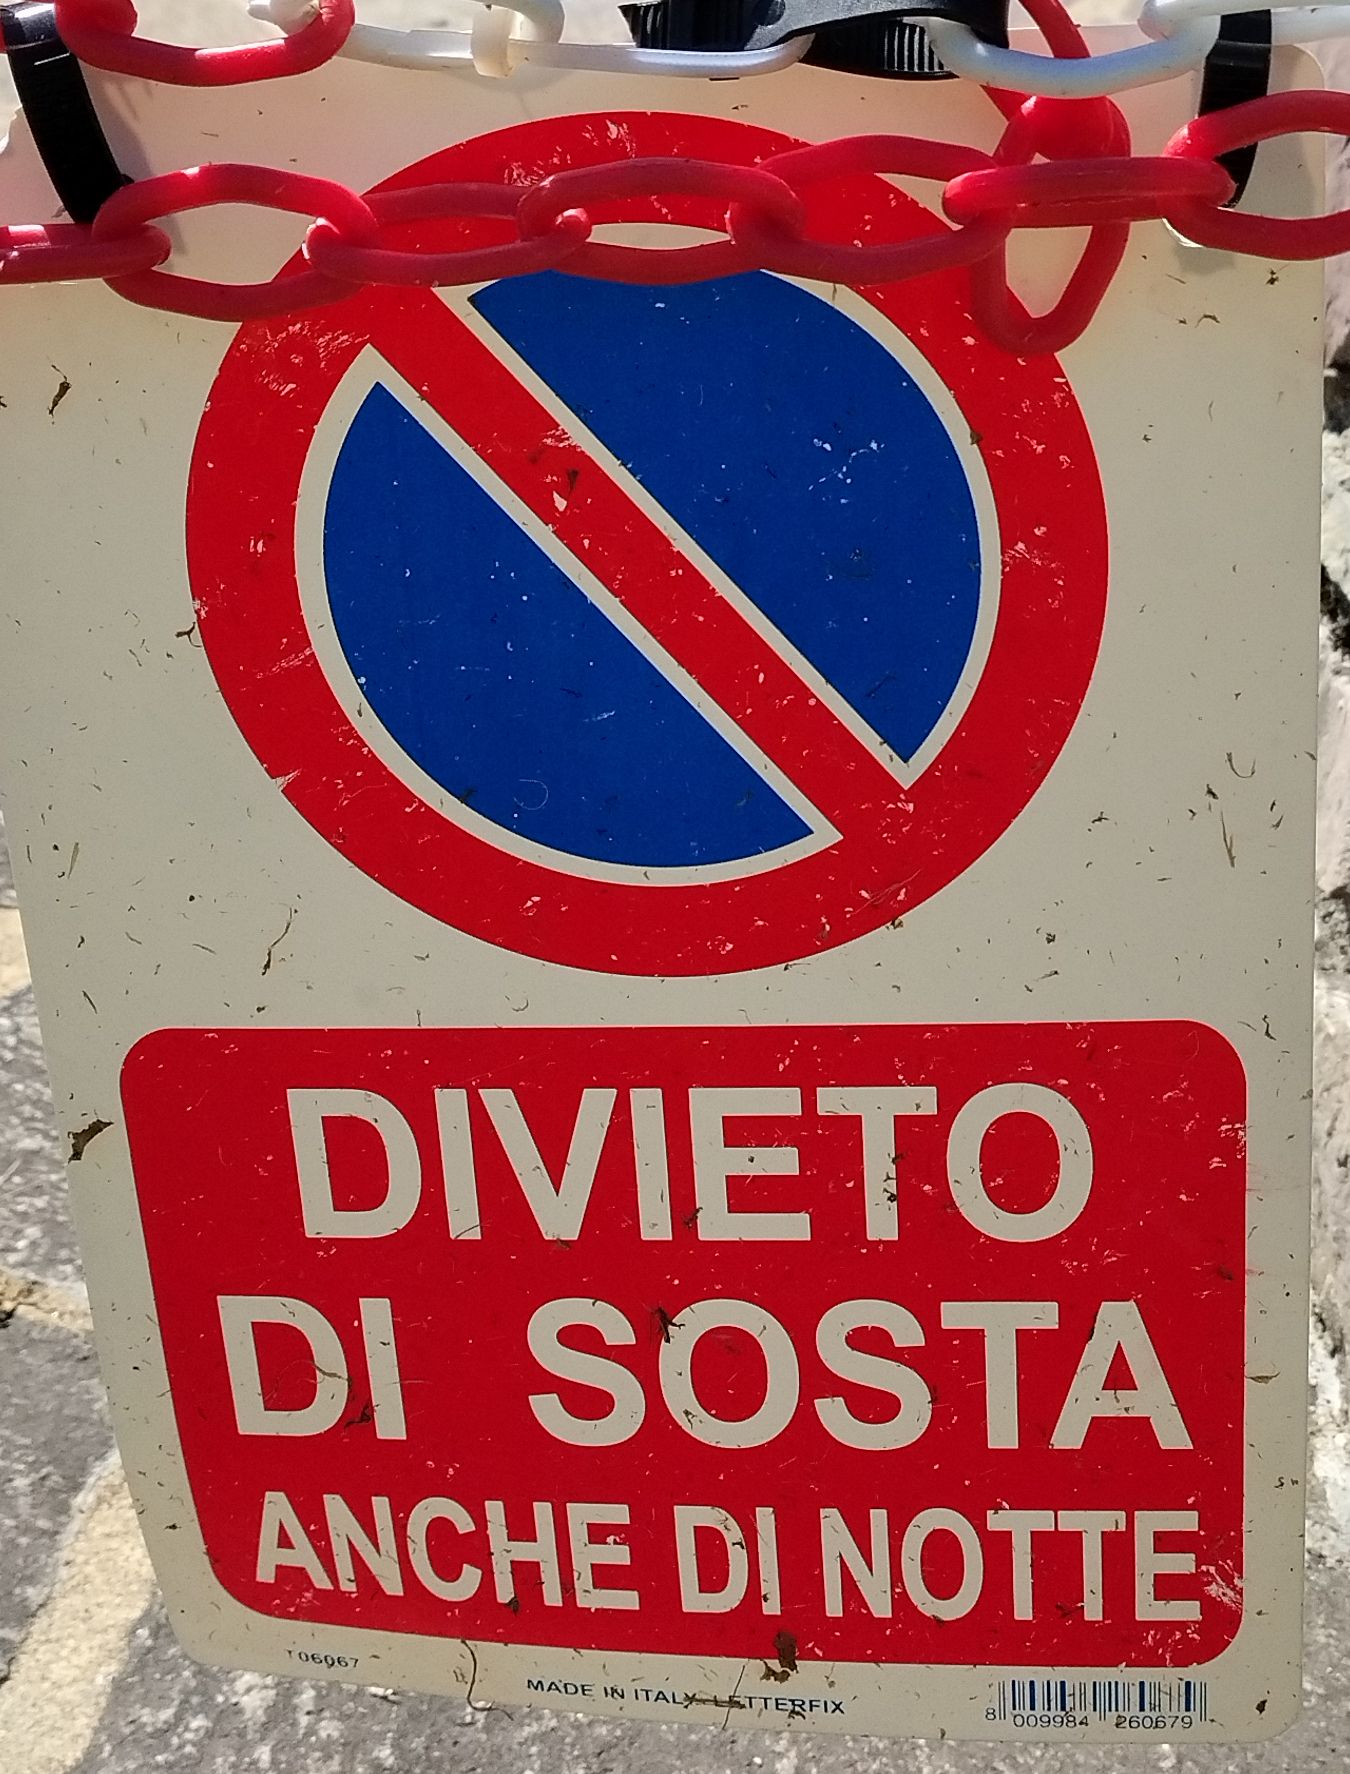 DIVIETO
DI SOSTA
ANCHE DI NOTTE
T06067
MADE IN ITALY LETTERFIX
8 009984 260679